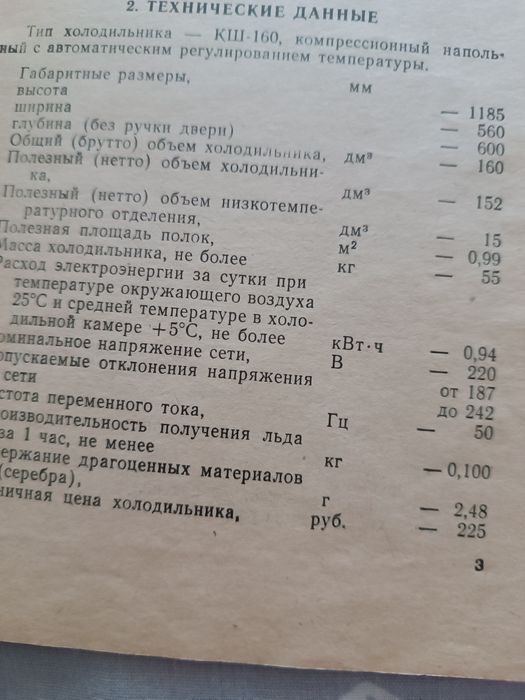 2. ТЕХНИЧЕСКИЕ ДАННЫЕ
Тип холодильника — КШ-160, компрессионный наполь-
ный с автоматическим регулированием температуры.
Габаритные размеры, мм
высота — 1185
ширина — 560
глубина (без ручки двери) — 600
Общий (брутто) объем холодильника, дм³ — 160
Полезный (нетто) объем холодильни-
ка, дм³ — 152
Полезный (нетто) объем низкотемпе-
ратурного отделения, дм³ — 15
Полезная площадь полок, м² — 0,99
Масса холодильника, не более кг — 55
Расход электроэнергии за сутки при
температуре окружающего воздуха
25°С и средней температуре в холо-
дильной камере +5°С, не более кВт·ч — 0,94
оминальное напряжение сети, В — 220
опускаемые отклонения напряжения от 187
сети до 242
стота переменного тока, Гц — 50
оизводительность получения льда
за 1 час, не менее кг — 0,100
ержание драгоценных материалов
(серебра), г — 2,48
ничная цена холодильника, руб. — 225
3